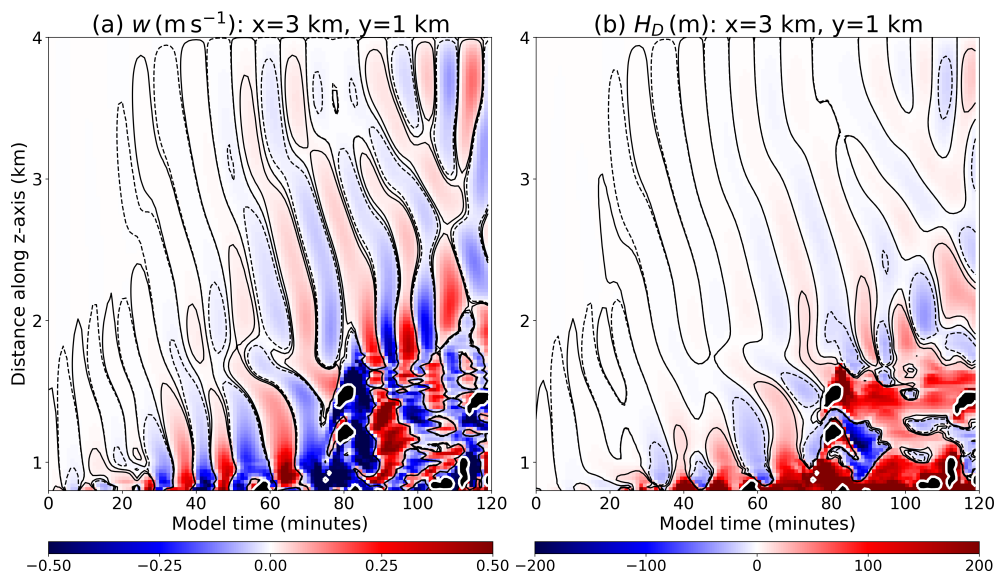 (a) w (m s⁻¹): x=3 km, y=1 km
(b) H_D (m): x=3 km, y=1 km
Distance along z-axis (km)
4 3 2 1
4 3 2 1
0 20 40 60 80 100 120
0 20 40 60 80 100 120
Model time (minutes)
Model time (minutes)
−0.50 −0.25 0.00 0.25 0.50
−200 −100 0 100 200